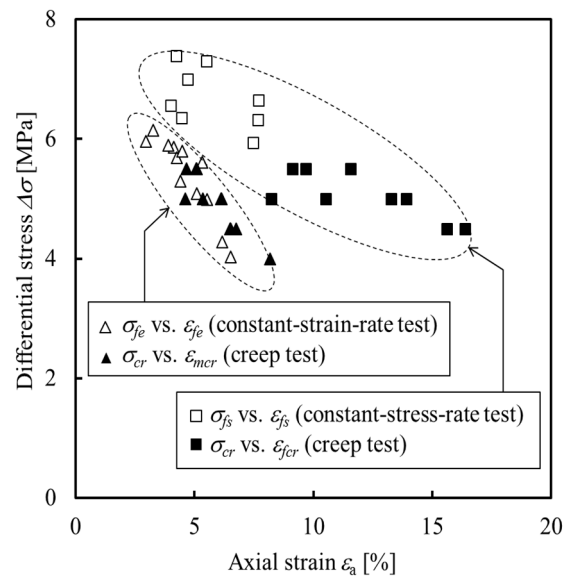 8
6
4
2
0
Differential stress Δσ [MPa]
σfe vs. εfe (constant-strain-rate test)
σcr vs. εmcr (creep test)
σfs vs. εfs (constant-stress-rate test)
σcr vs. εfcr (creep test)
0 5 10 15 20
Axial strain εa [%]